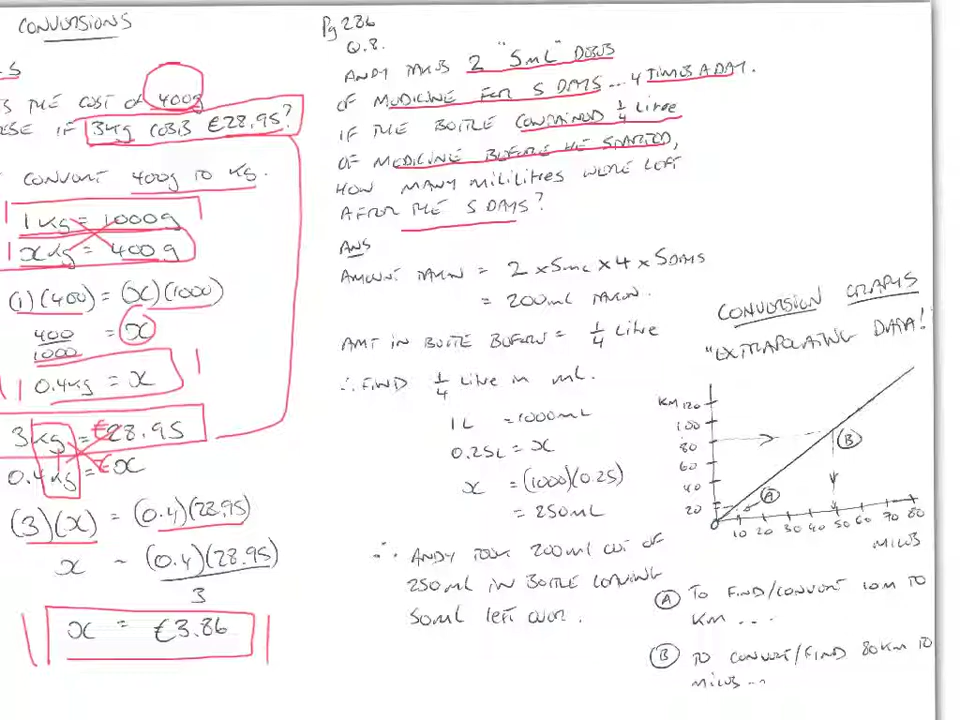 CONVERSIONS
LS
S THE COST OF 400g
ESE IF 3kg COSTS €28.95?
CONVERT 400g TO KG.
1kg = 1000g
xkg = 400g
(1)(400) = (x)(1000)
400 = x
1000
0.4kg = x
3kg = €28.95
0.4kg = €x
(3)(x) = (0.4)(28.95)
x = (0.4)(28.95)
3
x = €3.86
Pg 236
Q.8.
ANDY TAKES 2 "5ml" DOSES
OF MEDICINE FOR 5 DAYS... 4 TIMES A DAY.
IF THE BOTTLE CONTAINED 1/4 Litre
OF MEDICINE BEFORE HE STARTED,
HOW MANY MILILITRES WERE LEFT
AFTER THE 5 DAYS?
ANS
AMOUNT TAKEN = 2 x 5ml x 4 x 5 DAYS
= 200ml TAKEN.
AMT IN BOTTLE BEFORE = 1/4 Litre
∴ FIND 1/4 Litre in ml.
1L = 1000ml
0.25L = x
x = (1000)(0.25)
= 250ml
∴ ANDY TOOK 200ml OUT OF
250ml IN BOTTLE LEAVING
50ml left over.
CONVERSION GRAPHS
"EXTRAPOLATING DATA!"
KM 120
100
80
60
40
20
0
A
B
10 20 30 40 50 60 70 80
MILES
A TO FIND/CONVERT 10M TO
KM ...
B TO CONVERT/FIND 80KM TO
MILES ...